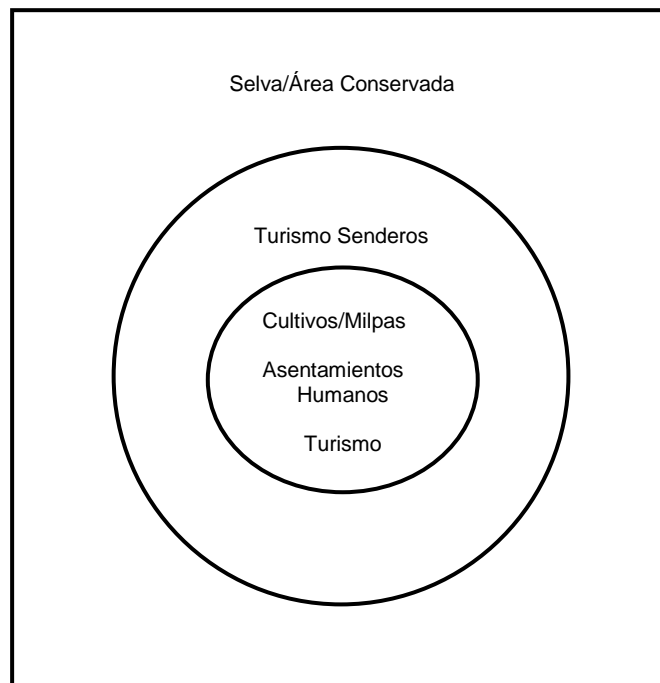 Selva/Área Conservada
Turismo Senderos
Cultivos/Milpas
Asentamientos
Humanos
Turismo